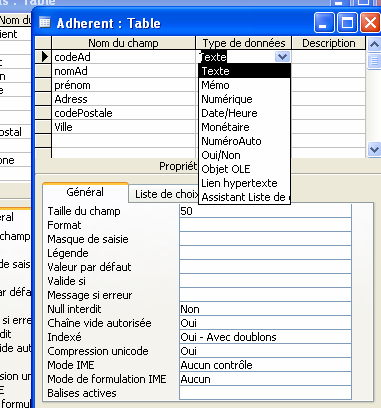 s : Table
Adherent : Table
Nom du Nom du champ Type de données Description
codeAd Texte
nomAd Texte
prénom Mémo
Adress Numérique
codePostale Date/Heure
Ville Monétaire
NuméroAuto
Oui/Non
Objet OLE
Lien hypertexte
Assistant Liste de
Propriét
Général Liste de choix
Taille du champ 50
Format
Masque de saisie
Légende
Valeur par défaut
Valide si
Message si erreur
Null interdit Non
Chaîne vide autorisée Oui
Indexé Oui - Avec doublons
Compression unicode Oui
Mode IME Aucun contrôle
Mode de formulation IME Aucun
Balises actives